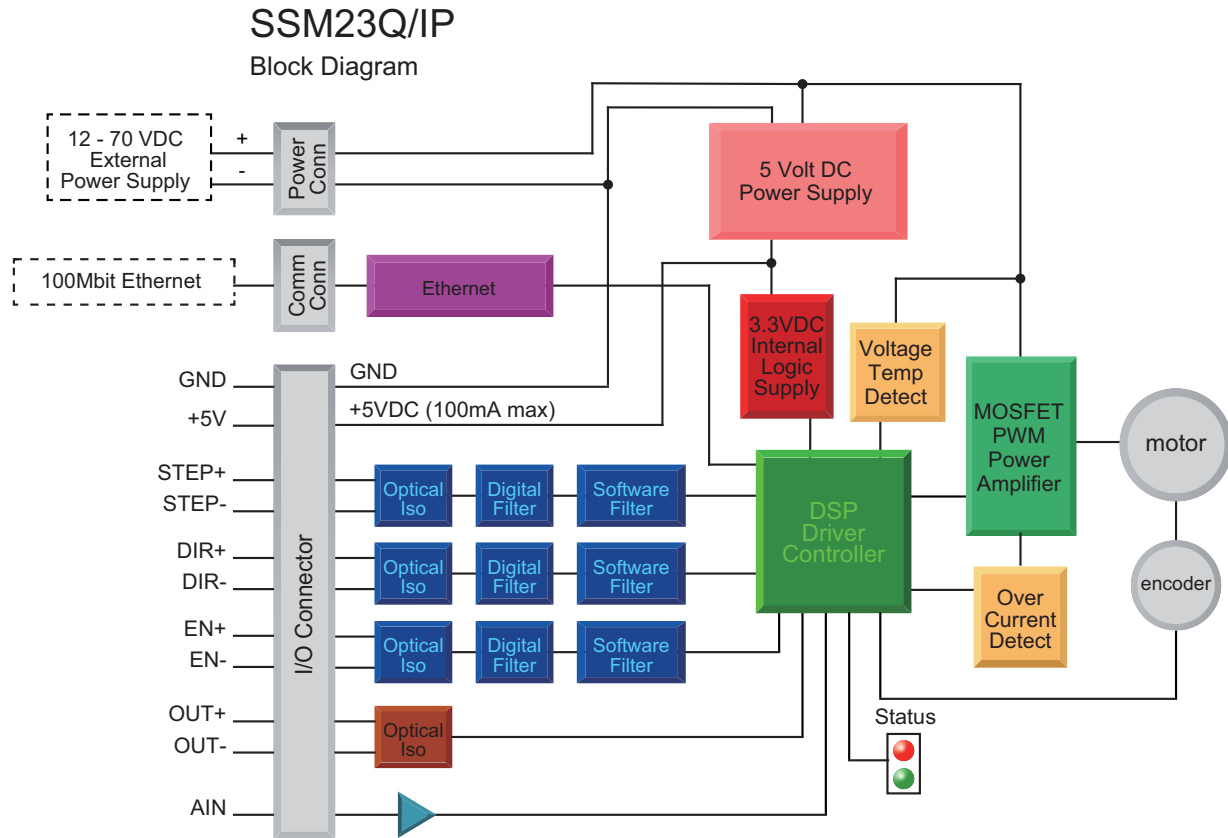 SSM23Q/IP
Block Diagram
12 - 70 VDC
External
Power Supply
+
-
Power
Conn
5 Volt DC
Power Supply
100Mbit Ethernet
Comm
Conn
Ethernet
3.3VDC
Internal
Logic
Supply
Voltage
Temp
Detect
MOSFET
PWM
Power
Amplifier
motor
encoder
GND
+5V
STEP+
STEP-
DIR+
DIR-
EN+
EN-
OUT+
OUT-
AIN
I/O Connector
GND
+5VDC (100mA max)
Optical
Iso
Digital
Filter
Software
Filter
Optical
Iso
Digital
Filter
Software
Filter
Optical
Iso
Digital
Filter
Software
Filter
Optical
Iso
DSP
Driver
Controller
Over
Current
Detect
Status